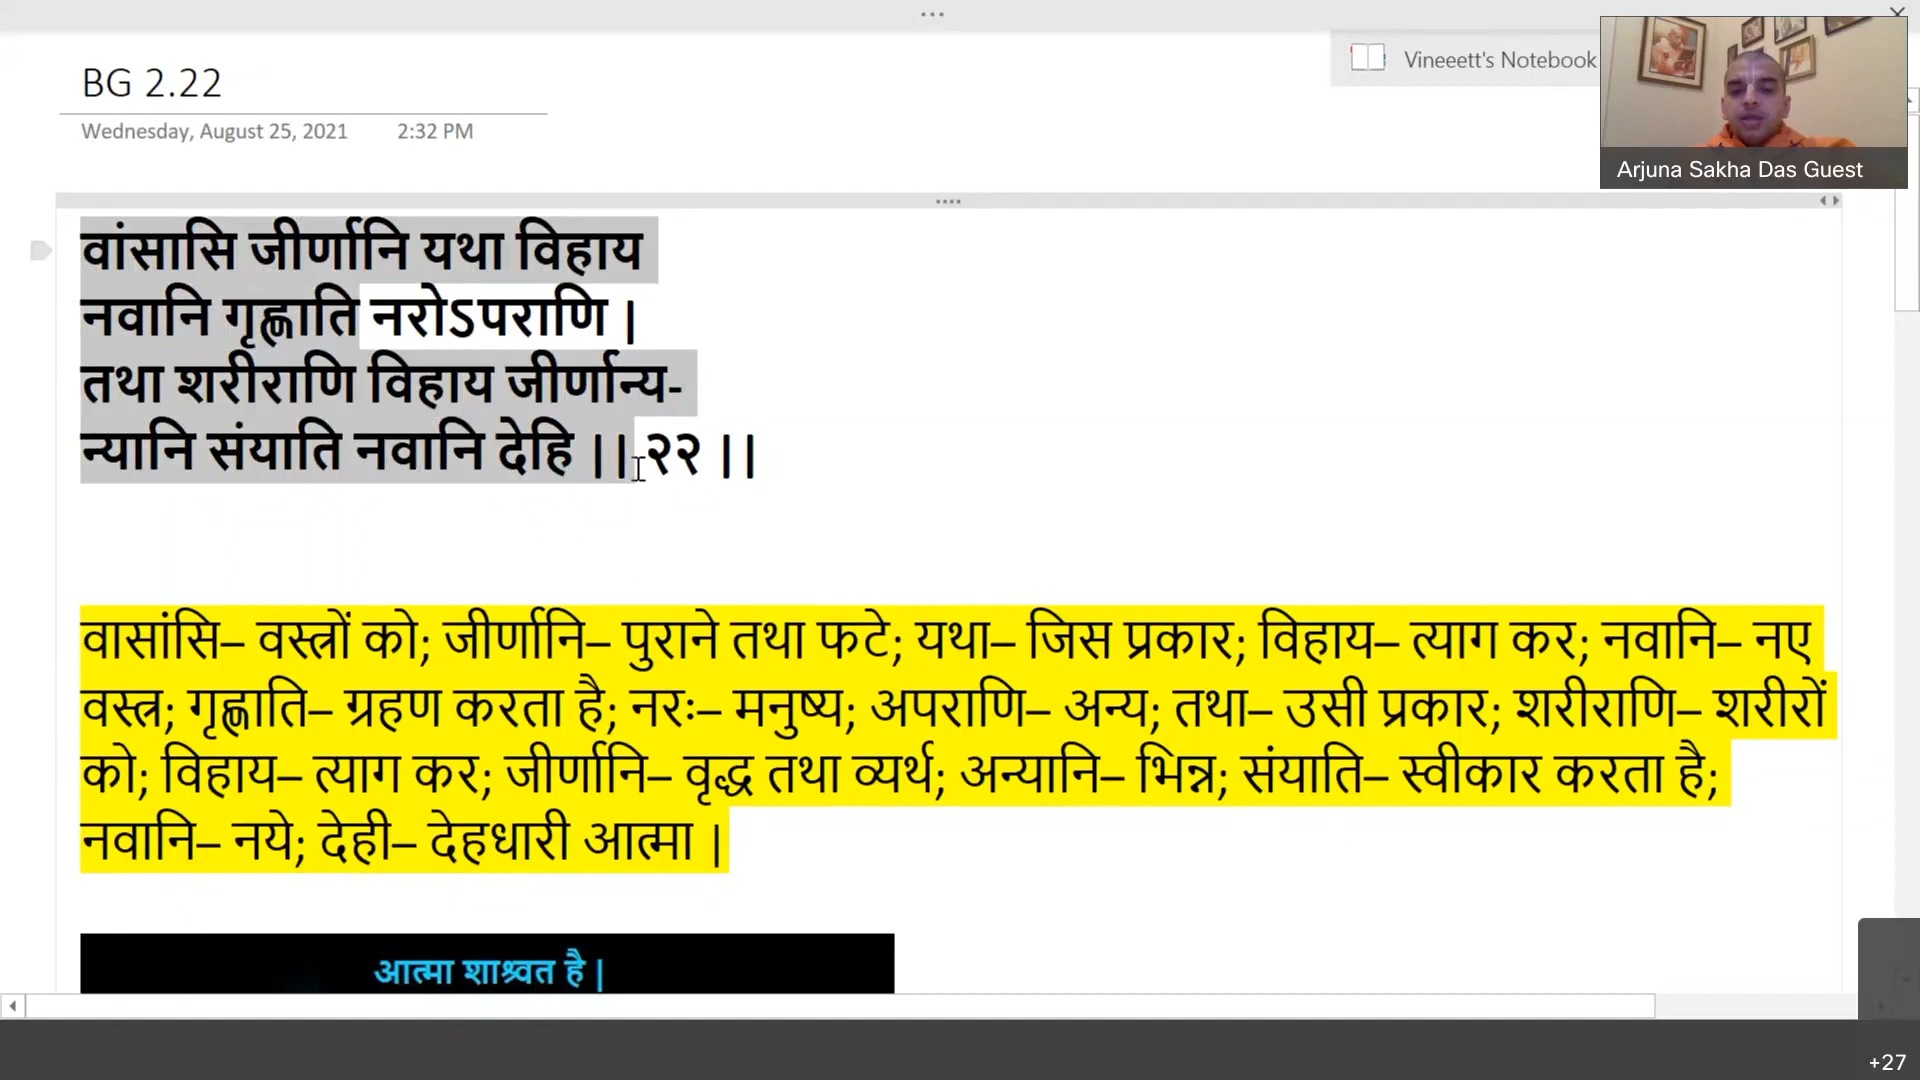 BG 2.22
Vineeett's Notebook
Wednesday, August 25, 2021 2:32 PM
Arjuna Sakha Das Guest
वांसासि जीर्णानि यथा विहाय
नवानि गृह्णाति नरोऽपराणि |
तथा शरीराणि विहाय जीर्णान्य-
न्यानि संयाति नवानि देहि || २२ ||
वासांसि– वस्त्रों को; जीर्णानि– पुराने तथा फटे; यथा– जिस प्रकार; विहाय– त्याग कर; नवानि– नए
वस्त्र; गृह्णाति– ग्रहण करता है; नरः– मनुष्य; अपराणि– अन्य; तथा– उसी प्रकार; शरीराणि– शरीरों
को; विहाय– त्याग कर; जीर्णानि– वृद्ध तथा व्यर्थ; अन्यानि– भिन्न; संयाति– स्वीकार करता है;
नवानि– नये; देही– देहधारी आत्मा |
आत्मा शाश्र्वत है |
+27